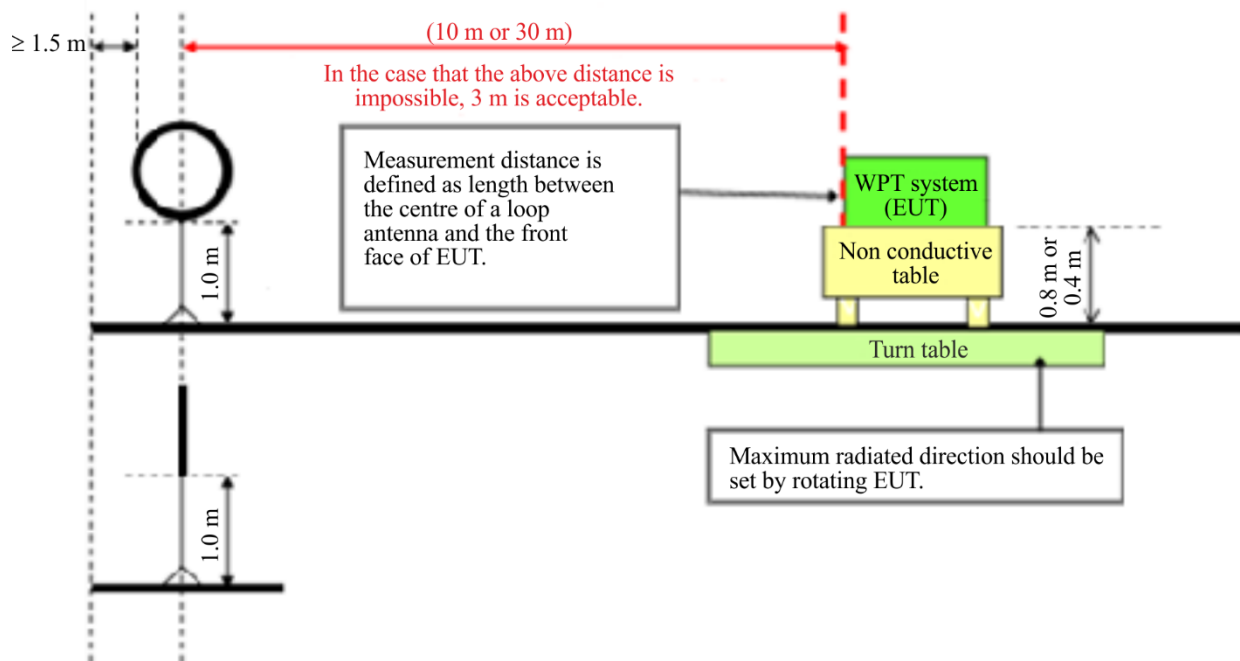 ≥ 1.5 m
(10 m or 30 m)
In the case that the above distance is
impossible, 3 m is acceptable.
Measurement distance is
defined as length between
the centre of a loop
antenna and the front
face of EUT.
WPT system
(EUT)
Non conductive
table
1.0 m
0.8 m or
0.4 m
Turn table
Maximum radiated direction should be
set by rotating EUT.
1.0 m